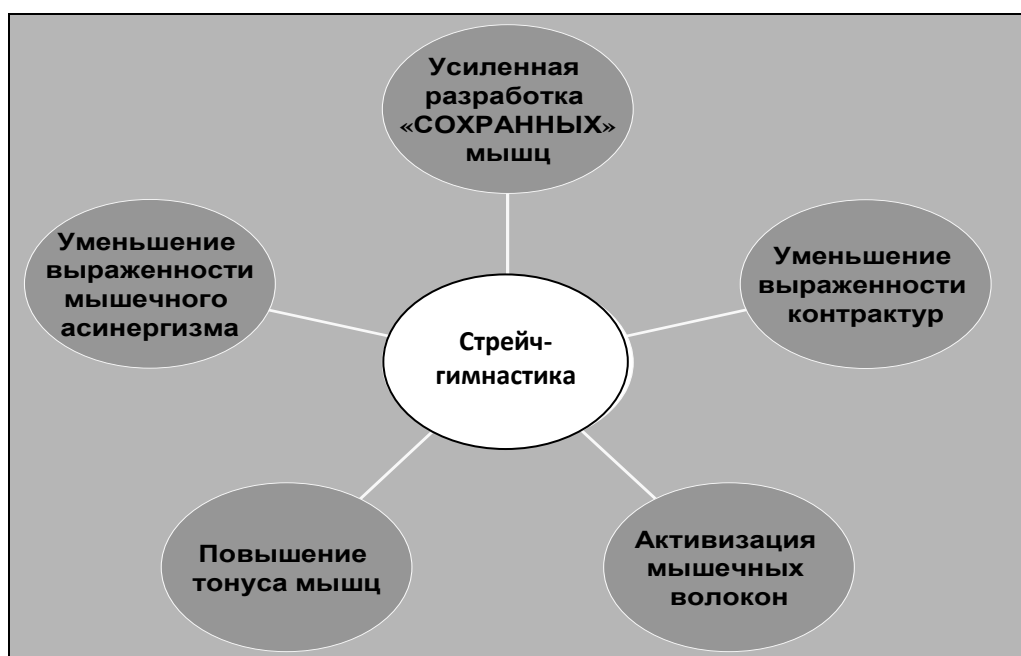 Усиленная
разработка
«СОХРАННЫХ»
мышц
Уменьшение
выраженности
мышечного
асинергизма
Уменьшение
выраженности
контрактур
Стрейч-
гимнастика
Повышение
тонуса мышц
Активизация
мышечных
волокон